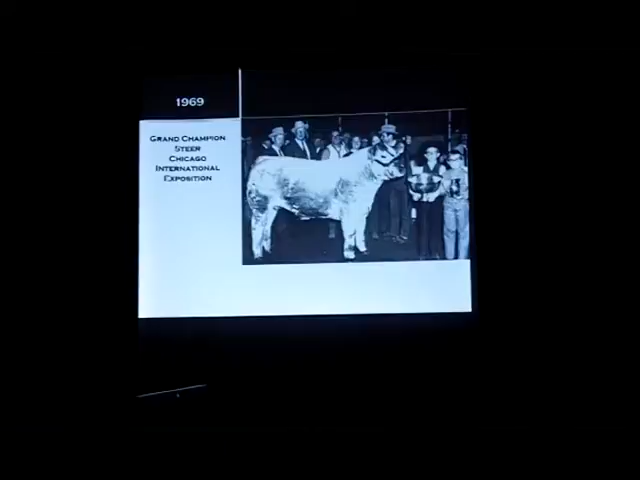 1969
Grand Champion
Steer
Chicago
International
Exposition